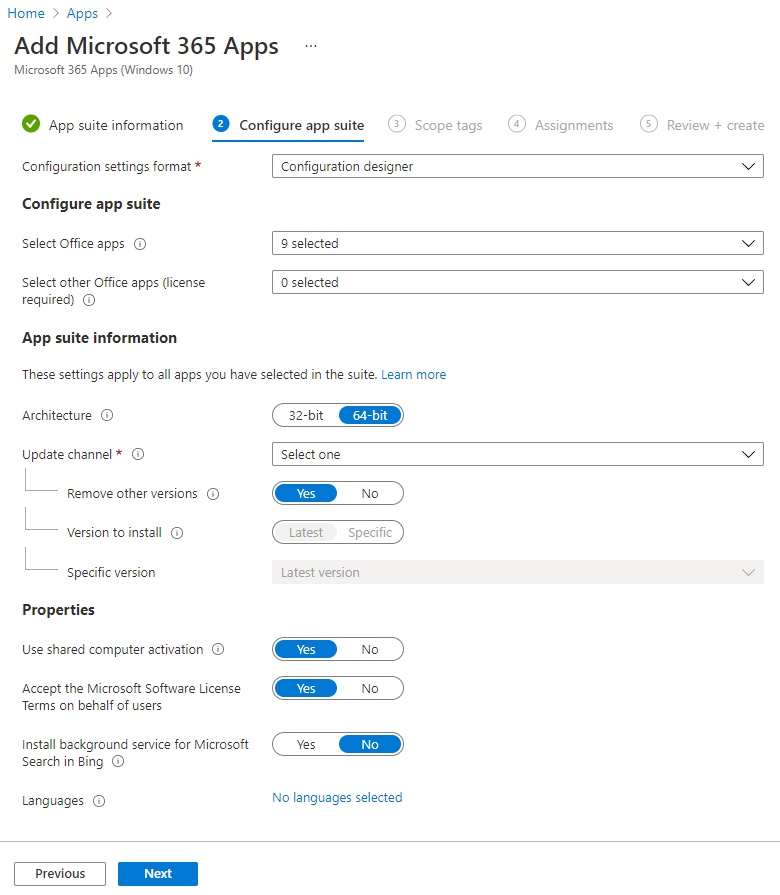 Home > Apps >
Add Microsoft 365 Apps ...
Microsoft 365 Apps (Windows 10)
App suite information 2 Configure app suite 3 Scope tags 4 Assignments 5 Review + create
Configuration settings format * Configuration designer
Configure app suite
Select Office apps 9 selected
Select other Office apps (license 0 selected
required)
App suite information
These settings apply to all apps you have selected in the suite. Learn more
Architecture 32-bit 64-bit
Update channel * Select one
Remove other versions Yes No
Version to install Latest Specific
Specific version Latest version
Properties
Use shared computer activation Yes No
Accept the Microsoft Software License Yes No
Terms on behalf of users
Install background service for Microsoft Yes No
Search in Bing
Languages No languages selected
Previous Next